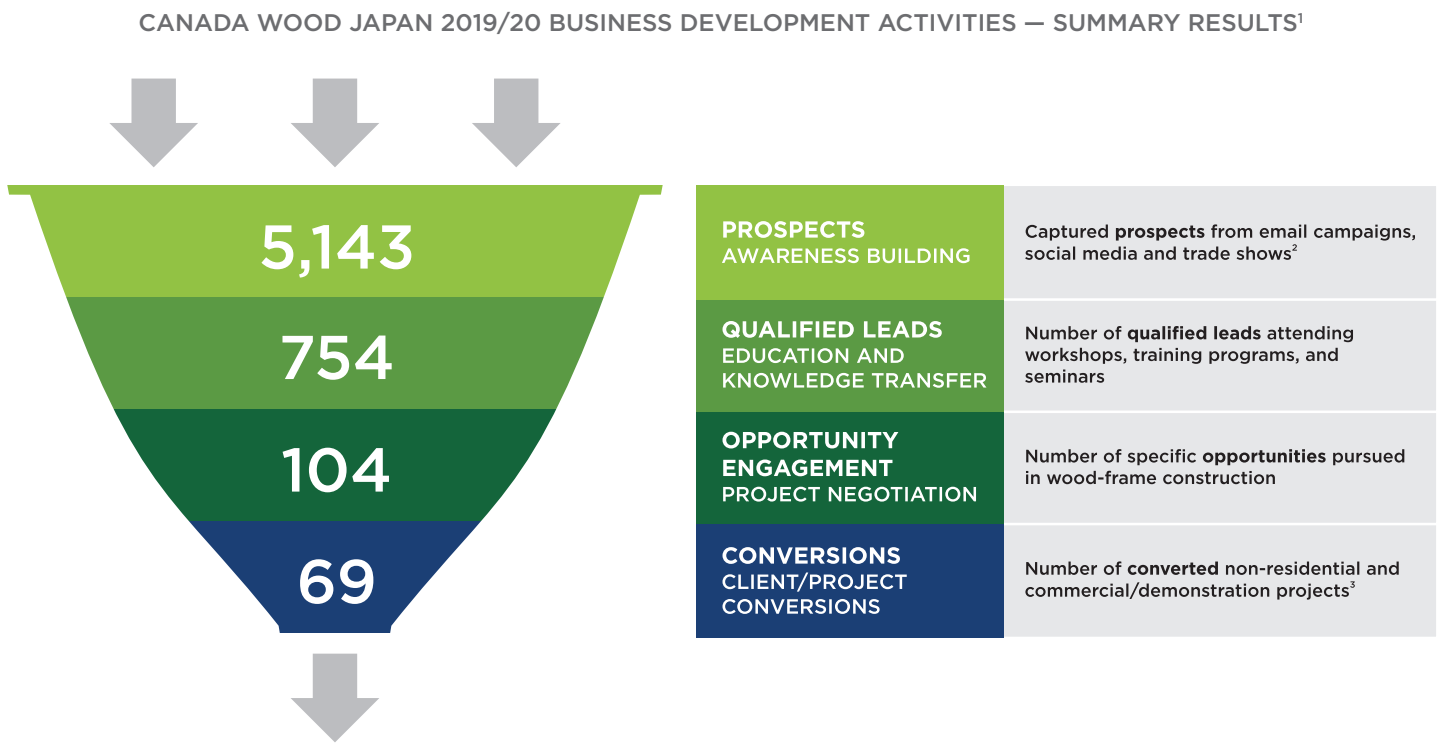 CANADA WOOD JAPAN 2019/20 BUSINESS DEVELOPMENT ACTIVITIES — SUMMARY RESULTS¹
5,143
PROSPECTS
AWARENESS BUILDING
Captured prospects from email campaigns,
social media and trade shows²
754
QUALIFIED LEADS
EDUCATION AND
KNOWLEDGE TRANSFER
Number of qualified leads attending
workshops, training programs, and
seminars
104
OPPORTUNITY
ENGAGEMENT
PROJECT NEGOTIATION
Number of specific opportunities pursued
in wood-frame construction
69
CONVERSIONS
CLIENT/PROJECT
CONVERSIONS
Number of converted non-residential and
commercial/demonstration projects³